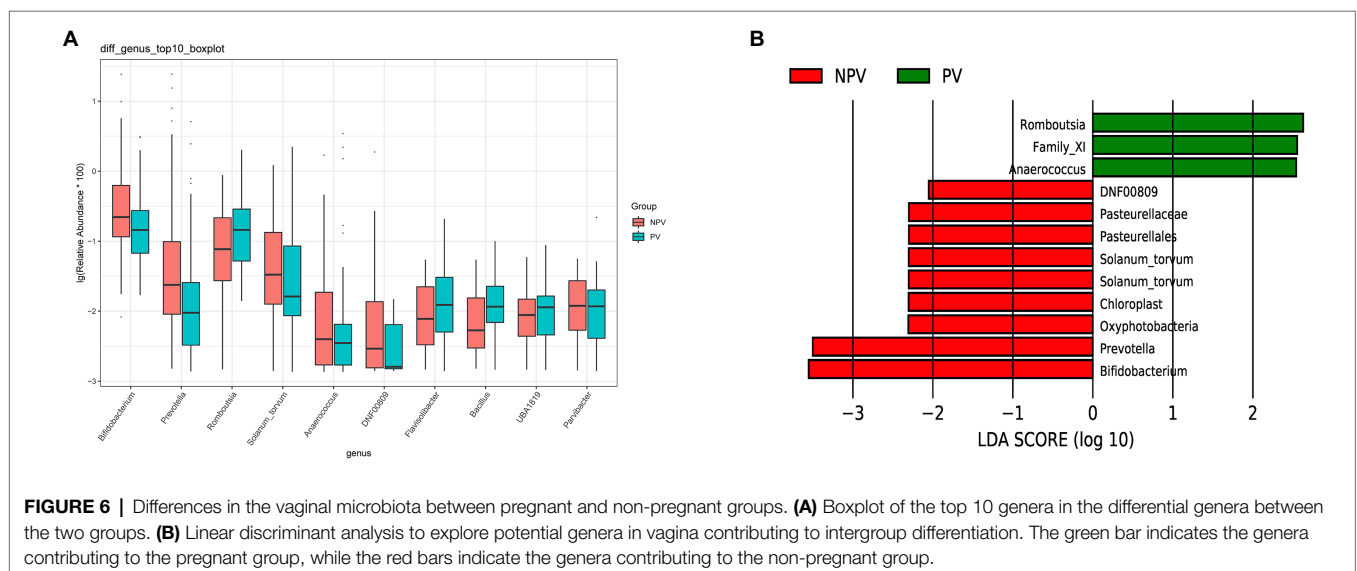 A
diff_genus_top10_boxplot
lg(Relative Abundance * 100)
1
0
−1
−2
−3
Bifidobacterium
Prevotella
Romboutsia
Solanum_torvum
Anaerococcus
DNF00809
Flavisolibacter
Bacillus
UBA1819
Parvibacter
genus
Group
NPV
PV
B
NPV PV
Romboutsia
Family_XI
Anaerococcus
DNF00809
Pasteurellaceae
Pasteurellales
Solanum_torvum
Solanum_torvum
Chloroplast
Oxyphotobacteria
Prevotella
Bifidobacterium
−3 −2 −1 0 1 2
LDA SCORE (log 10)
FIGURE 6 | Differences in the vaginal microbiota between pregnant and non-pregnant groups. (A) Boxplot of the top 10 genera in the differential genera between
the two groups. (B) Linear discriminant analysis to explore potential genera in vagina contributing to intergroup differentiation. The green bar indicates the genera
contributing to the pregnant group, while the red bars indicate the genera contributing to the non-pregnant group.